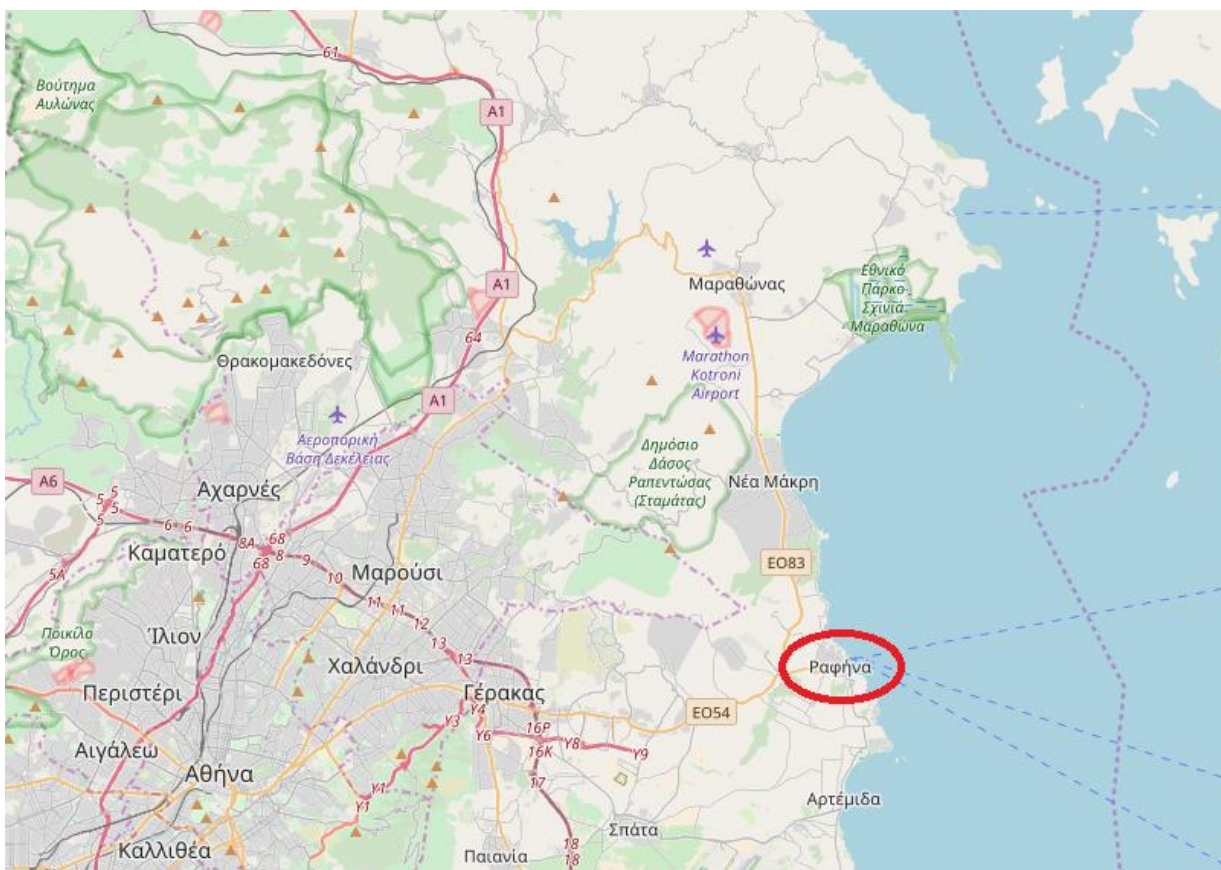 61
Βούτημα
Αυλώνας
A1
A1
Μαραθώνας
Εθνικό
Πάρκο
Σχινιά
Μαραθώνα
64
Marathon
Kotroni
Airport
Θρακομακεδόνες
A1
Αεροπορική
Βάση Δεκέλειας
Δημόσιο
Δάσος
Ραπεντώσας
(Σταμάτας)
A6
Αχαρνές
Νέα Μάκρη
5
5
5
6
6
8A
68
68
8
9
10
11
11
12
13
13
Καματερό
5A
Μαρούσι
EO83
Ποικίλο
Όρος
Ίλιον
Χαλάνδρι
Ραφήνα
Περιστέρι
Γέρακας
EO54
Y4
Y3
Y6
16P
16K
Y8
Y9
Αιγάλεω
Αθήνα
Y1
Y1
17
Αρτέμιδα
Σπάτα
Καλλιθέα
Παιανία
18
18